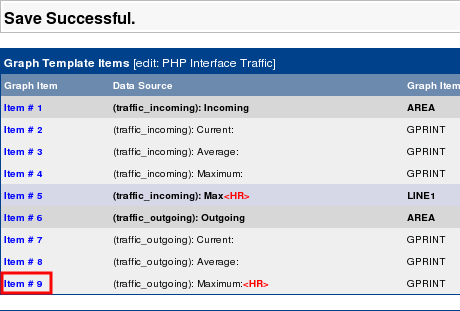 Save Successful.
Graph Template Items [edit: PHP Interface Traffic]
Graph Item Data Source Graph Item
Item # 1 (traffic_incoming): Incoming AREA
Item # 2 (traffic_incoming): Current: GPRINT
Item # 3 (traffic_incoming): Average: GPRINT
Item # 4 (traffic_incoming): Maximum: GPRINT
Item # 5 (traffic_incoming): Max<HR> LINE1
Item # 6 (traffic_outgoing): Outgoing AREA
Item # 7 (traffic_outgoing): Current: GPRINT
Item # 8 (traffic_outgoing): Average: GPRINT
Item # 9 (traffic_outgoing): Maximum:<HR> GPRINT